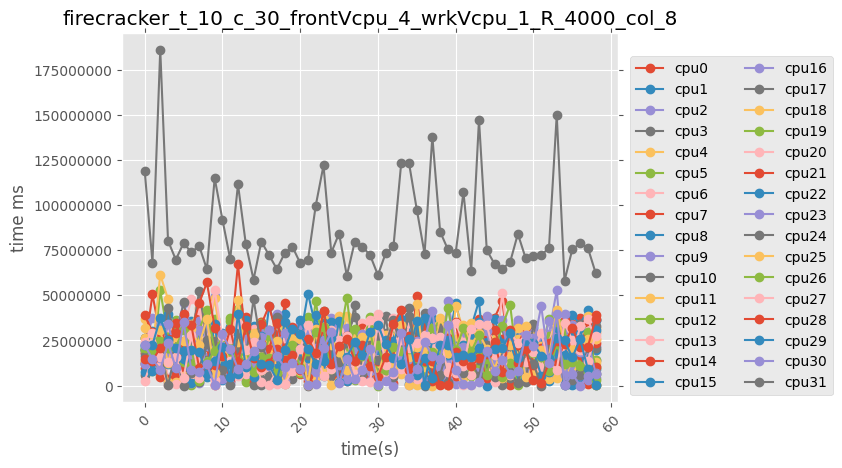 firecracker_t_10_c_30_frontVcpu_4_wrkVcpu_1_R_4000_col_8
time ms
175000000
150000000
125000000
100000000
75000000
50000000
25000000
0
0
10
20
30
40
50
60
time(s)
cpu0
cpu1
cpu2
cpu3
cpu4
cpu5
cpu6
cpu7
cpu8
cpu9
cpu10
cpu11
cpu12
cpu13
cpu14
cpu15
cpu16
cpu17
cpu18
cpu19
cpu20
cpu21
cpu22
cpu23
cpu24
cpu25
cpu26
cpu27
cpu28
cpu29
cpu30
cpu31